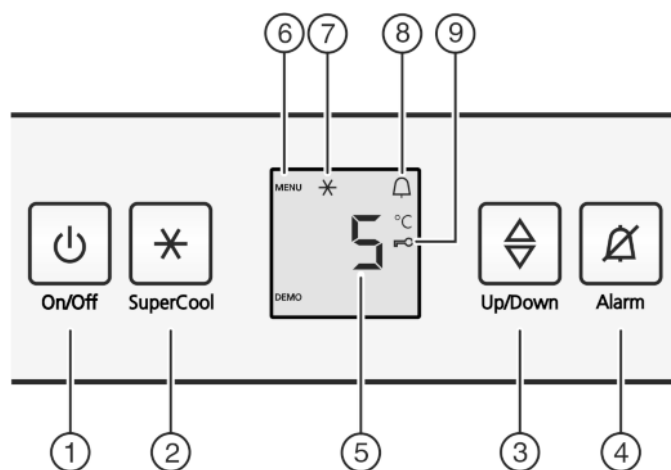 6 7 8 9
MENU
°C
5
DEMO
On/Off SuperCool Up/Down Alarm
1 2 5 3 4